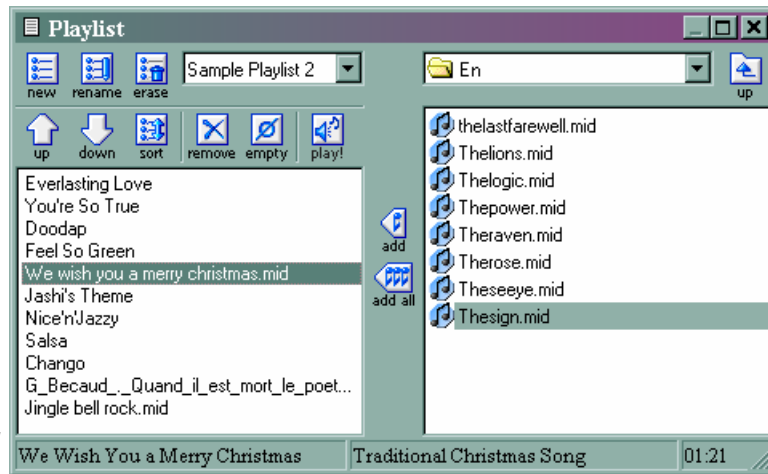 Playlist
new rename erase Sample Playlist 2 En up
up down sort remove empty play!
Everlasting Love
You're So True
Doodap
Feel So Green
We wish you a merry christmas.mid
Jashi's Theme
Nice'n'Jazzy
Salsa
Chango
G_Becaud_._Quand_il_est_mort_le_poet...
Jingle bell rock.mid
add
add all
thelastfarewell.mid
Thelions.mid
Thelogic.mid
Thepower.mid
Theraven.mid
Therose.mid
Theseeye.mid
Thesign.mid
We Wish You a Merry Christmas Traditional Christmas Song 01:21